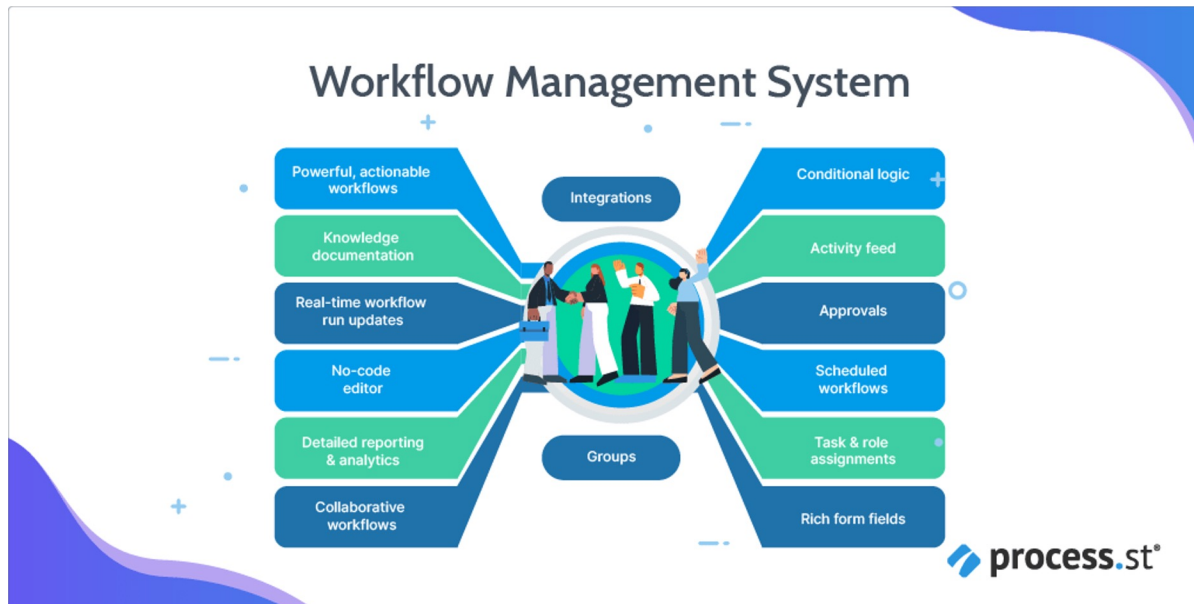 Workflow Management System
Powerful, actionable
workflows
Knowledge
documentation
Real-time workflow
run updates
No-code
editor
Detailed reporting
& analytics
Collaborative
workflows
Integrations
Groups
Conditional logic
Activity feed
Approvals
Scheduled
workflows
Task & role
assignments
Rich form fields
process.st®